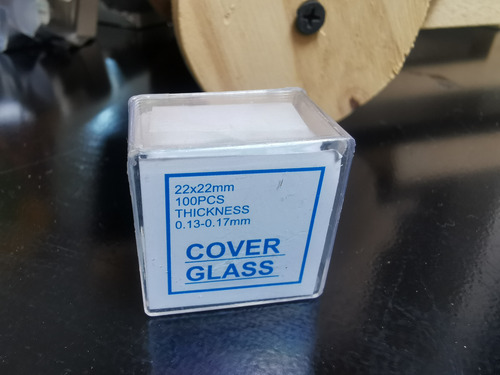 22x22mm
100PCS
THICKNESS
0.13-0.17mm
COVER
GLASS